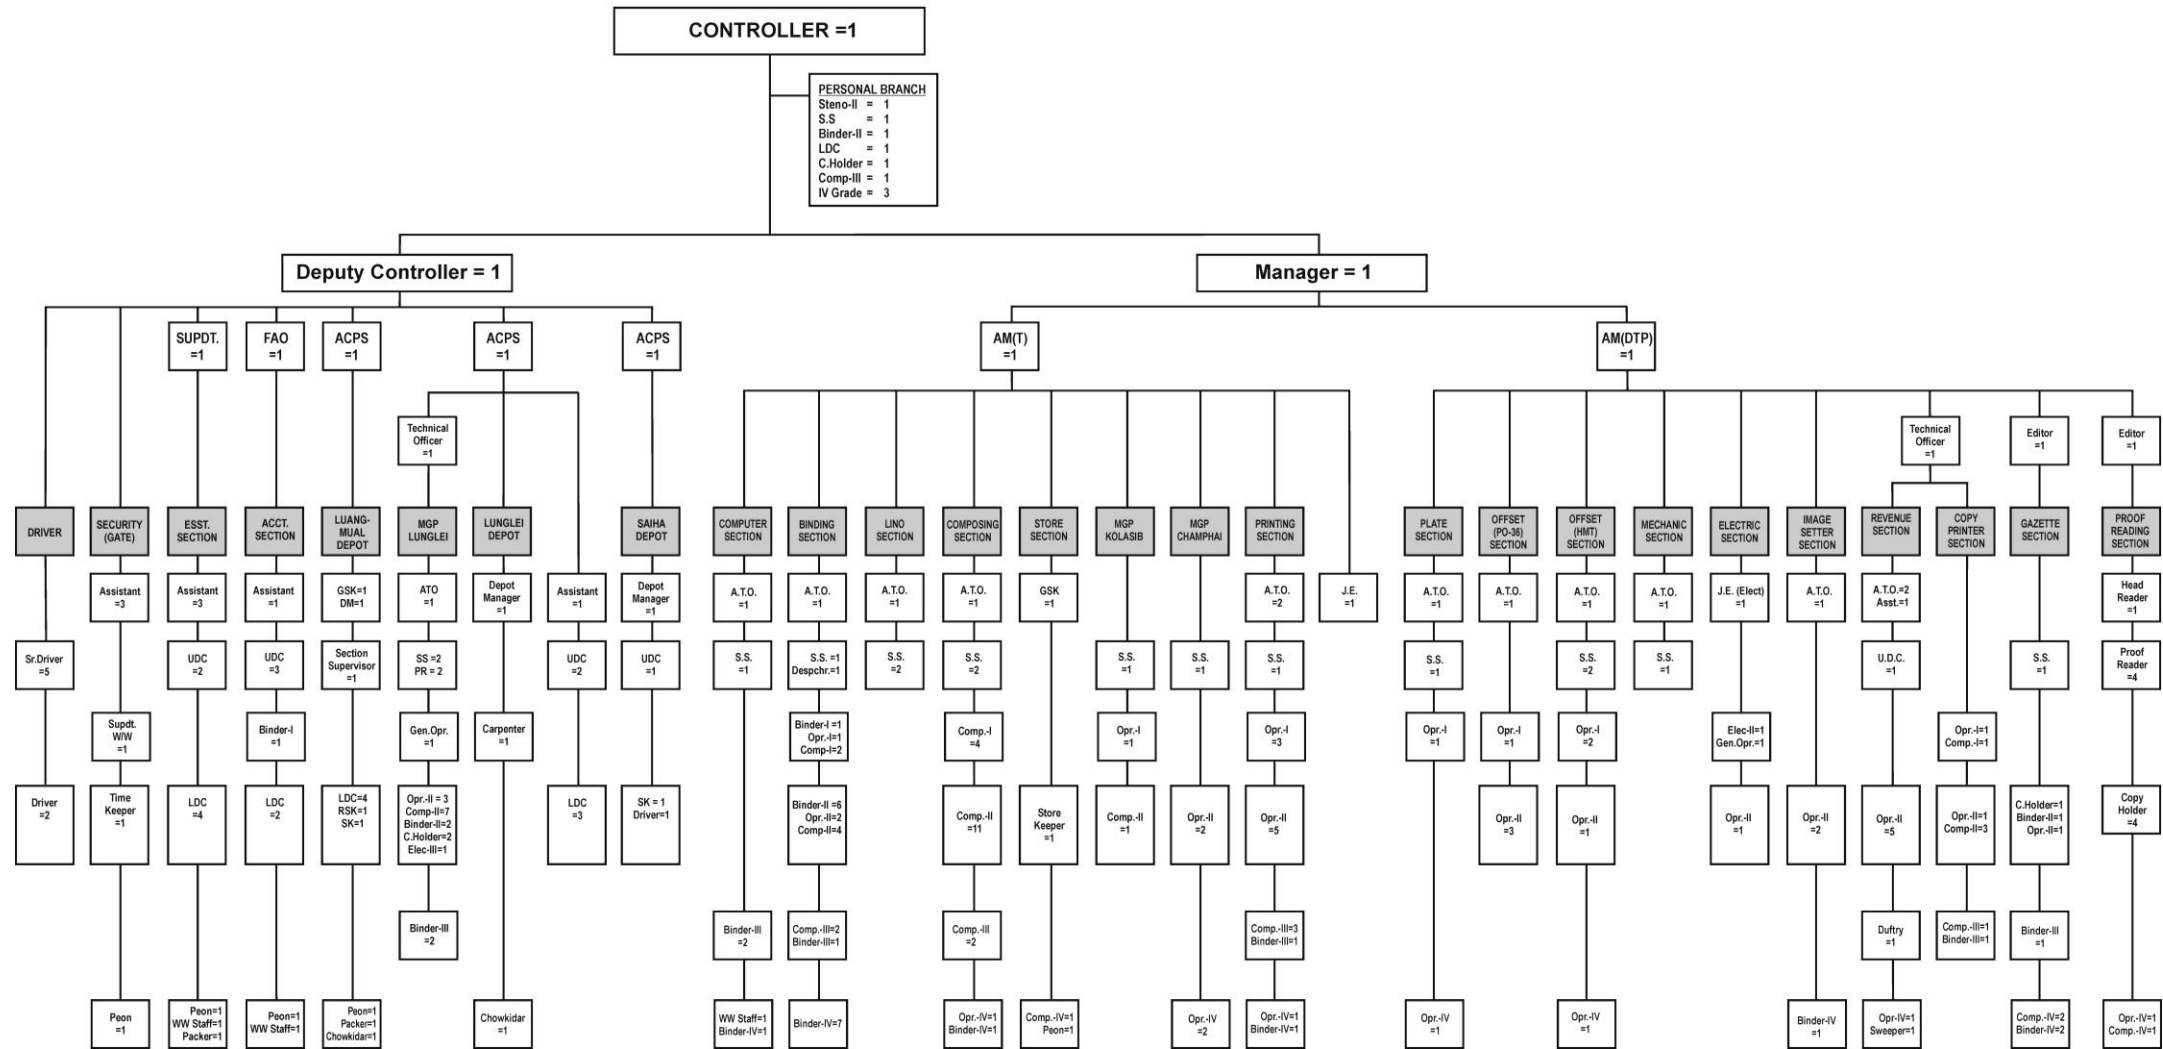 CONTROLLER =1
PERSONAL BRANCH
Steno-II = 1
S.S = 1
Binder-II = 1
LDC = 1
C.Holder = 1
Comp-III = 1
IV Grade = 3
Deputy Controller = 1
Manager = 1
SUPDT.
=1
FAO
=1
ACPS
=1
ACPS
=1
ACPS
=1
AM(T)
=1
AM(DTP)
=1
Technical
Officer
=1
Technical
Officer
=1
Editor
=1
Editor
=1
DRIVER
SECURITY
(GATE)
ESST.
SECTION
ACCT.
SECTION
LUANG-
MUAL
DEPOT
MGP
LUNGLEI
LUNGLEI
DEPOT
SAIHA
DEPOT
COMPUTER
SECTION
BINDING
SECTION
LINO
SECTION
COMPOSING
SECTION
STORE
SECTION
MGP
KOLASIB
MGP
CHAMPHAI
PRINTING
SECTION
PLATE
SECTION
OFFSET
(PO-36)
SECTION
OFFSET
(HMT)
SECTION
MECHANIC
SECTION
ELECTRIC
SECTION
IMAGE
SETTER
SECTION
REVENUE
SECTION
COPY
PRINTER
SECTION
GAZETTE
SECTION
PROOF
READING
SECTION
Assistant
=3
Assistant
=3
Assistant
=1
GSK=1
DM=1
ATO
=1
Depot
Manager
=1
Assistant
=1
Depot
Manager
=1
A.T.O.
=1
A.T.O.
=1
A.T.O.
=1
A.T.O.
=1
GSK
=1
A.T.O.
=2
J.E.
=1
A.T.O.
=1
A.T.O.
=1
A.T.O.
=1
A.T.O.
=1
J.E. (Elect)
=1
A.T.O.
=1
A.T.O.=2
Asst.=1
Head
Reader
=1
Sr.Driver
=5
UDC
=2
UDC
=3
Section
Supervisor
=1
SS =2
PR = 2
UDC
=2
UDC
=1
S.S.
=1
S.S. =1
Despchr.=1
S.S.
=2
S.S.
=2
S.S.
=1
S.S.
=1
S.S.
=1
S.S.
=1
S.S.
=2
S.S.
=1
U.D.C.
=1
S.S.
=1
Proof
Reader
=4
Supdt.
W/W
=1
Binder-I
=1
Gen.Opr.
=1
Carpenter
=1
Binder-I =1
Opr.-I=1
Comp-I=2
Comp.-I
=4
Opr.-I
=1
Opr.-I
=3
Opr.-I
=1
Opr.-I
=1
Opr.-I
=2
Elec-II=1
Gen.Opr.=1
Opr.-I=1
Comp.-I=1
Driver
=2
Time
Keeper
=1
LDC
=4
LDC
=2
LDC=4
RSK=1
SK=1
Opr.-II = 3
Comp-II=7
Binder-II=2
C.Holder=2
Elec-III=1
LDC
=3
SK = 1
Driver=1
Binder-II =6
Opr.-II=2
Comp-II=4
Comp.-II
=11
Store
Keeper
=1
Comp.-II
=1
Opr.-II
=2
Opr.-II
=5
Opr.-II
=3
Opr.-II
=1
Opr.-II
=1
Opr.-II
=2
Opr.-II
=5
Opr.-II=1
Comp-II=3
C.Holder=1
Binder-II=1
Opr.-II=1
Copy
Holder
=4
Binder-III
=2
Binder-III
=2
Comp.-III=2
Binder-III=1
Comp.-III
=2
Comp.-III=3
Binder-III=1
Duftry
=1
Comp.-III=1
Binder-III=1
Binder-III
=1
Peon
=1
Peon=1
WW Staff=1
Packer=1
Peon=1
WW Staff=1
Peon=1
Packer=1
Chowkidar=1
Chowkidar
=1
WW Staff=1
Binder-IV=1
Binder-IV=7
Opr.-IV=1
Binder-IV=1
Comp.-IV=1
Peon=1
Opr.-IV
=2
Opr.-IV=1
Binder-IV=1
Opr.-IV
=1
Opr.-IV
=1
Binder-IV
=1
Opr-IV=1
Sweeper=1
Comp.-IV=2
Binder-IV=2
Opr.-IV=1
Comp.-IV=1